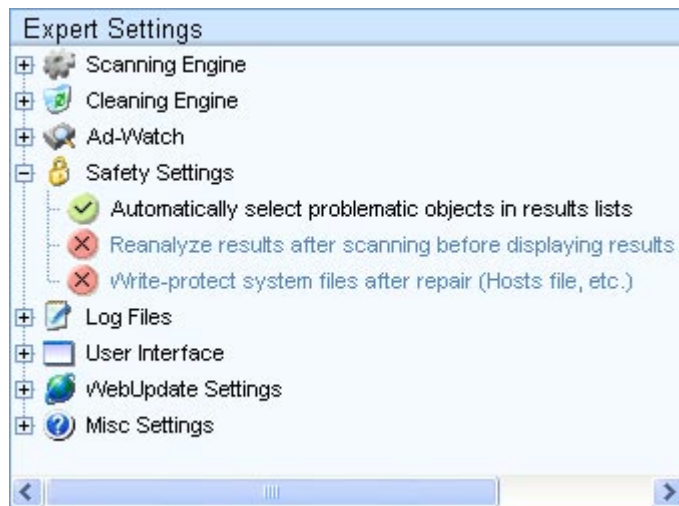 Expert Settings
Scanning Engine
Cleaning Engine
Ad-Watch
Safety Settings
Automatically select problematic objects in results lists
Reanalyze results after scanning before displaying results
Write-protect system files after repair (Hosts file, etc.)
Log Files
User Interface
WebUpdate Settings
Misc Settings